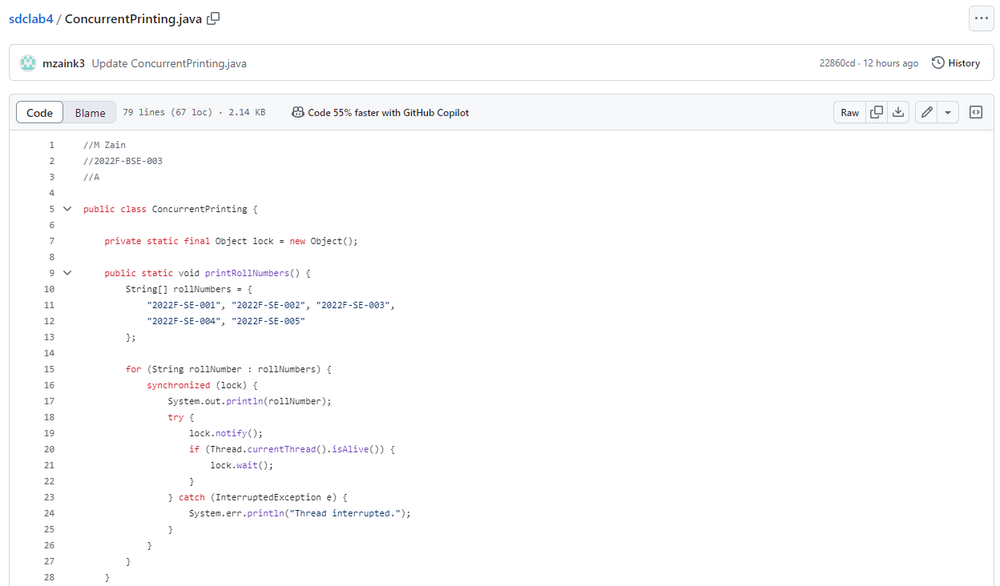 sdclab4 / ConcurrentPrinting.java
mzaink3 Update ConcurrentPrinting.java 22860cd · 12 hours ago History
Code Blame 79 lines (67 loc) · 2.14 KB Code 55% faster with GitHub Copilot Raw
1 //M Zain
2 //2022F-BSE-003
3 //A
4
5 public class ConcurrentPrinting {
6
7 private static final Object lock = new Object();
8
9 public static void printRollNumbers() {
10 String[] rollNumbers = {
11 "2022F-SE-001", "2022F-SE-002", "2022F-SE-003",
12 "2022F-SE-004", "2022F-SE-005"
13 };
14
15 for (String rollNumber : rollNumbers) {
16 synchronized (lock) {
17 System.out.println(rollNumber);
18 try {
19 lock.notify();
20 if (Thread.currentThread().isAlive()) {
21 lock.wait();
22 }
23 } catch (InterruptedException e) {
24 System.err.println("Thread interrupted.");
25 }
26 }
27 }
28 }